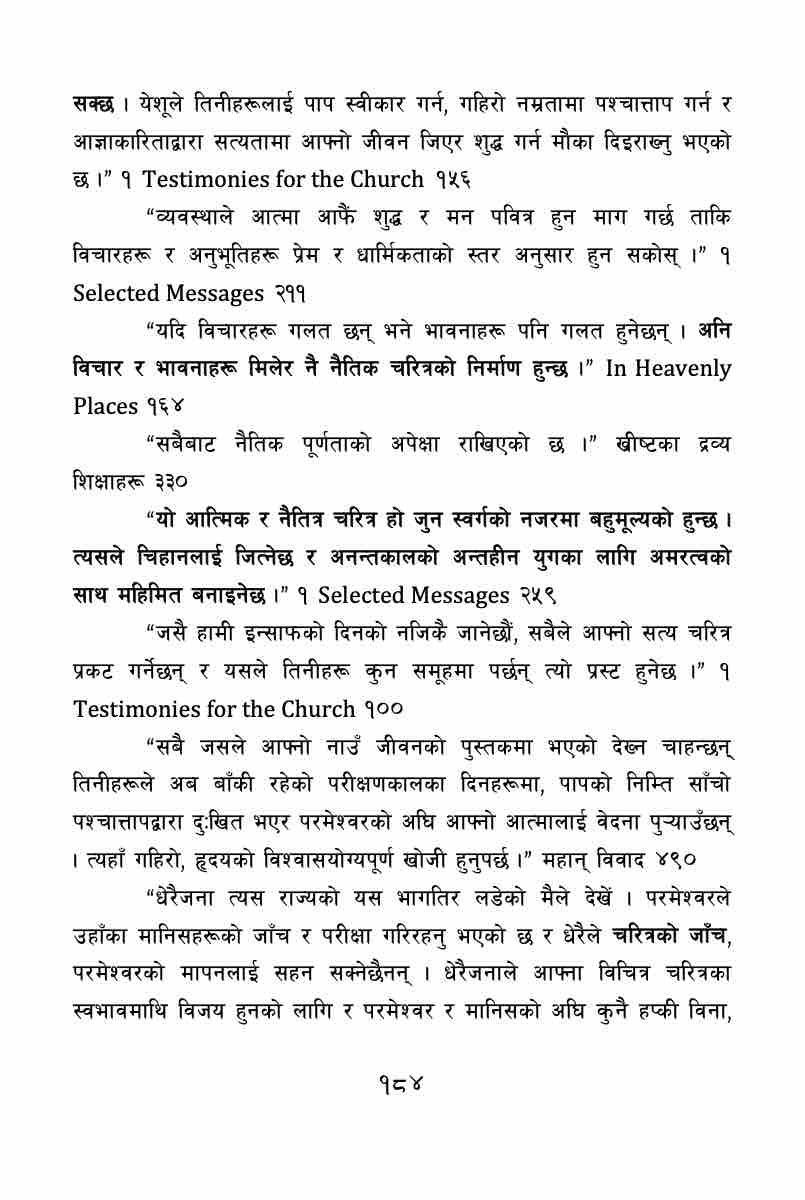 सक्छ । येशूले तिनीहरूलाई पाप स्वीकार गर्न, गहिरो नम्रतामा पश्चात्ताप गर्न र
आज्ञाकारिताद्वारा सत्यतामा आफ्नो जीवन जिएर शुद्ध गर्न मौका दिइराख्नु भएको
छ ।” १ Testimonies for the Church १५६
“व्यवस्थाले आत्मा आफैं शुद्ध र मन पवित्र हुन माग गर्छ ताकि
विचारहरू र अनुभूतिहरू प्रेम र धार्मिकताको स्तर अनुसार हुन सकोस् ।” १
Selected Messages २११
“यदि विचारहरू गलत छन् भने भावनाहरू पनि गलत हुनेछन् । अनि
विचार र भावनाहरू मिलेर नै नैतिक चरित्रको निर्माण हुन्छ ।” In Heavenly
Places १६४
“सबैबाट नैतिक पूर्णताको अपेक्षा राखिएको छ ।” ख्रीष्टका द्रव्य
शिक्षाहरू ३३०
“यो आत्मिक र नैतित्र चरित्र हो जुन स्वर्गको नजरमा बहुमूल्यको हुन्छ ।
त्यसले चिहानलाई जित्नेछ र अनन्तकालको अन्तहीन युगका लागि अमरत्वको
साथ महिमित बनाइनेछ ।” १ Selected Messages २५९
“जसै हामी इन्साफको दिनको नजिकै जानेछौं, सबैले आफ्नो सत्य चरित्र
प्रकट गर्नेछन् र यसले तिनीहरू कुन समूहमा पर्छन् त्यो प्रस्ट हुनेछ ।” १
Testimonies for the Church १००
“सबै जसले आफ्नो नाउँ जीवनको पुस्तकमा भएको देख्न चाहन्छन्
तिनीहरूले अब बाँकी रहेको परीक्षणकालका दिनहरूमा, पापको निम्ति साँचो
पश्चात्तापद्वारा दुःखित भएर परमेश्वरको अघि आफ्नो आत्मालाई वेदना पुऱ्याउँछन्
। त्यहाँ गहिरो, हृदयको विश्वासयोग्यपूर्ण खोजी हुनुपर्छ ।” महान् विवाद ४९०
“धेरैजना त्यस राज्यको यस भागतिर लडेको मैले देखें । परमेश्वरले
उहाँका मानिसहरूको जाँच र परीक्षा गरिरहनु भएको छ र धेरैले चरित्रको जाँच,
परमेश्वरको मापनलाई सहन सक्नेछैनन् । धेरैजनाले आफ्ना विचित्र चरित्रका
स्वभावमाथि विजय हुनको लागि र परमेश्वर र मानिसको अघि कुनै हप्की विना,
१८४